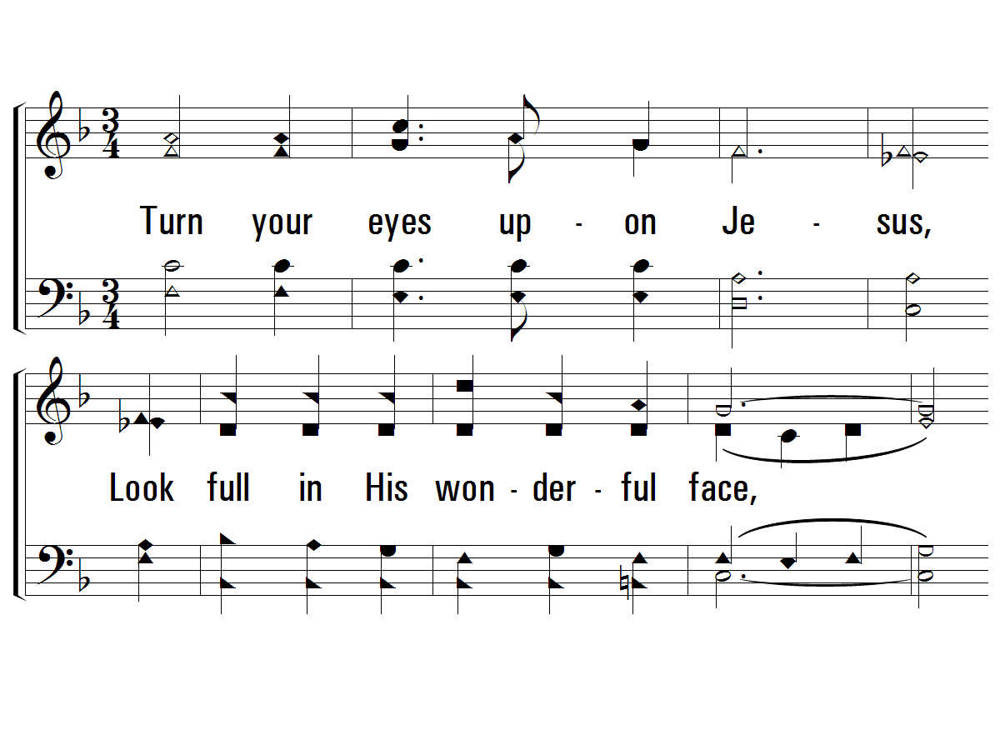 Turn your eyes up - on Je - sus,
Look full in His won - der - ful face,